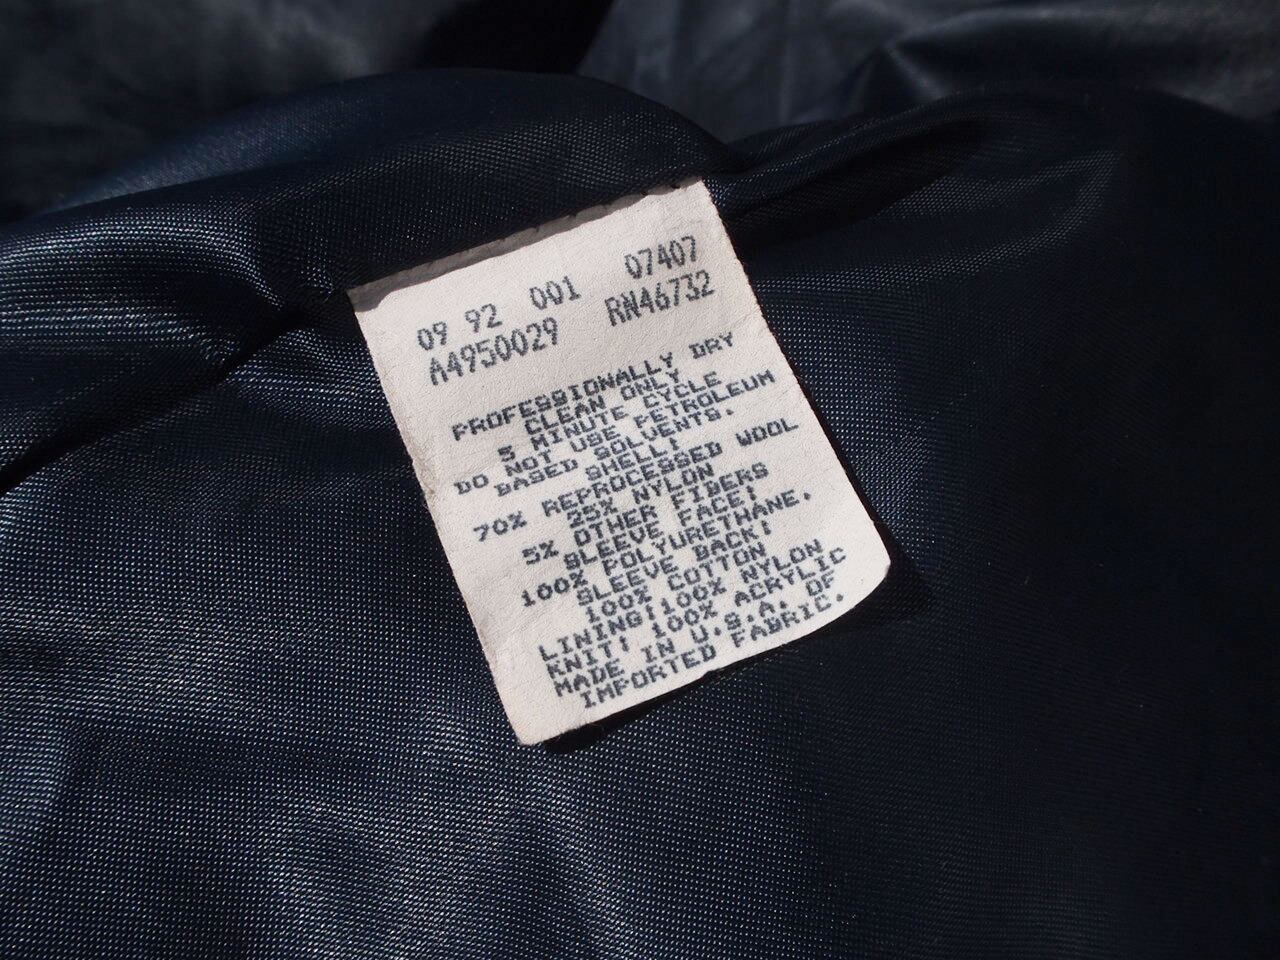 09 92 001 07407
A4950029 RN46732
PROFESSIONALLY DRY
CLEAN ONLY
5 MINUTE CYCLE
DO NOT USE PETROLEUM
BASED SOLVENTS.
SHELL:
70% REPROCESSED WOOL
25% NYLON
5% OTHER FIBERS
SLEEVE FACE:
100% POLYURETHANE.
SLEEVE BACK:
100% COTTON
LINING:100% NYLON
KNIT: 100% ACRYLIC
MADE IN U.S.A. OF
IMPORTED FABRIC.